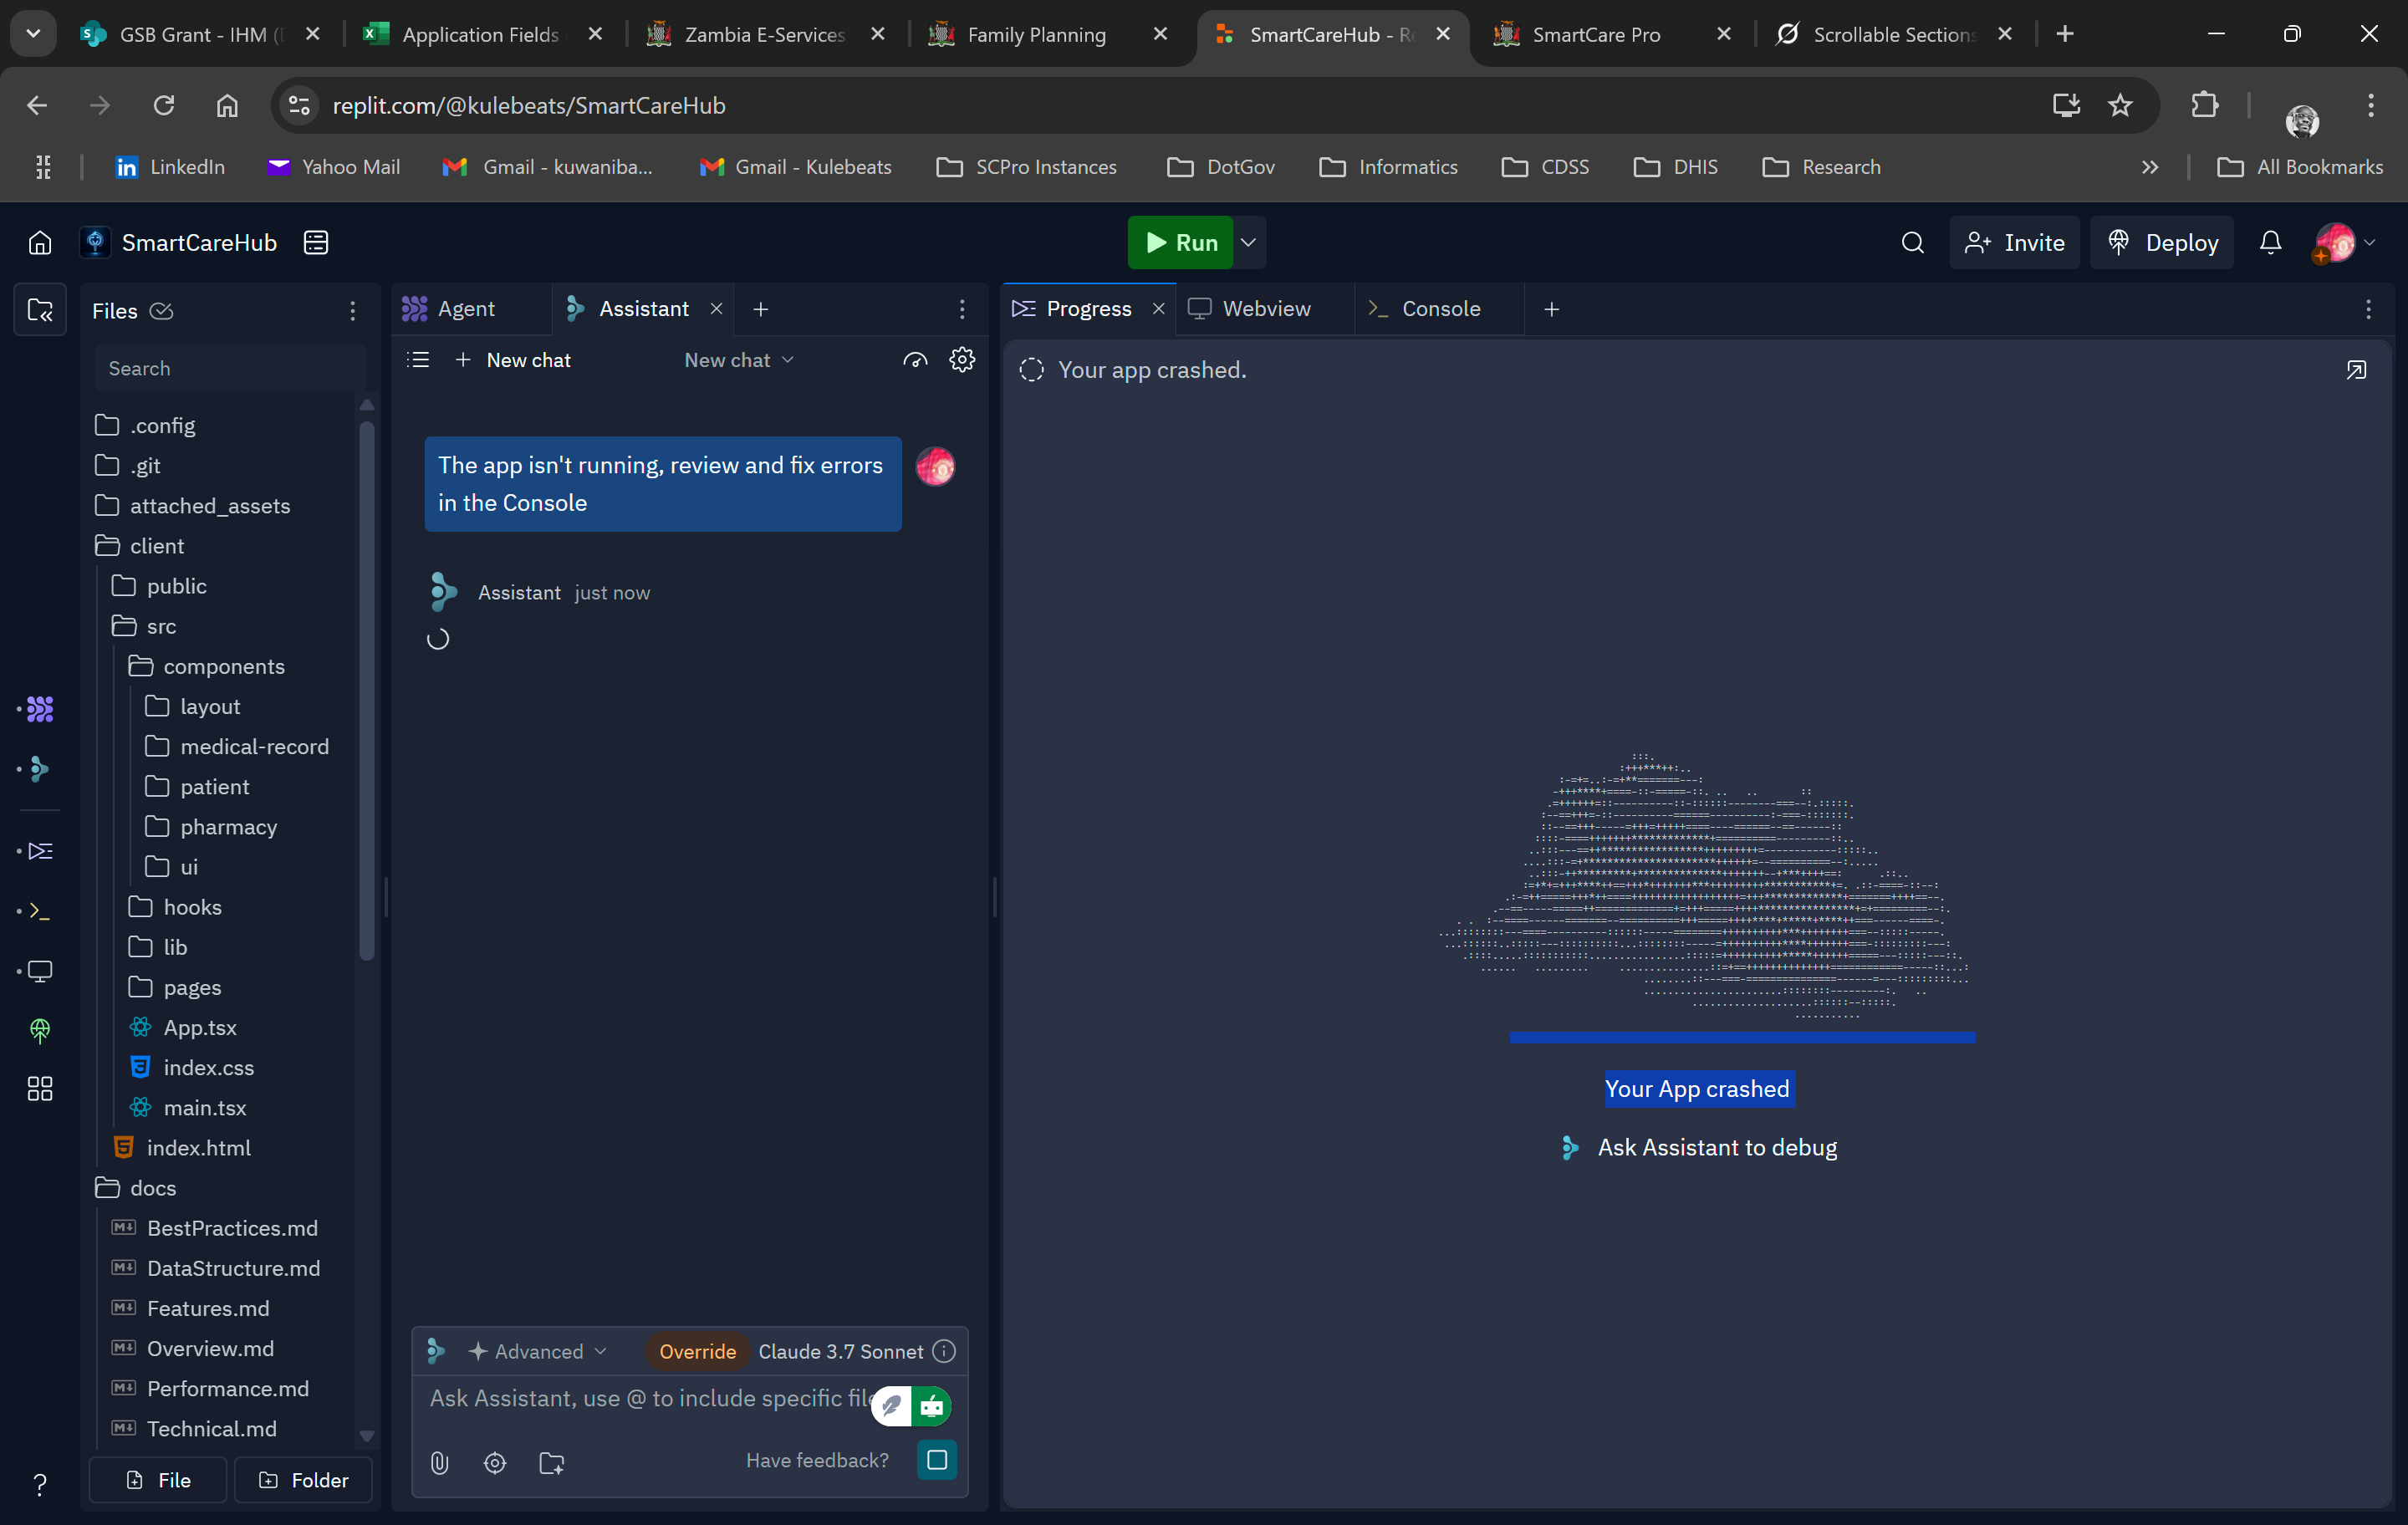 GSB Grant - IHM (
Application Fields
Zambia E-Services
Family Planning
SmartCareHub - Re
SmartCare Pro
Scrollable Sections
replit.com/@kulebeats/SmartCareHub
LinkedIn
Yahoo Mail
Gmail - kuwaniba...
Gmail - Kulebeats
SCPro Instances
DotGov
Informatics
CDSS
DHIS
Research
All Bookmarks
SmartCareHub
Run
Invite
Deploy
Files
Search
.config
.git
attached_assets
client
public
src
components
layout
medical-record
patient
pharmacy
ui
hooks
lib
pages
App.tsx
index.css
main.tsx
index.html
docs
BestPractices.md
DataStructure.md
Features.md
Overview.md
Performance.md
Technical.md
File
Folder
Agent
Assistant
New chat
New chat
The app isn't running, review and fix errors
in the Console
Assistant just now
Advanced
Override
Claude 3.7 Sonnet
Ask Assistant, use @ to include specific file
Have feedback?
Progress
Webview
Console
Your app crashed.
Your App crashed
Ask Assistant to debug